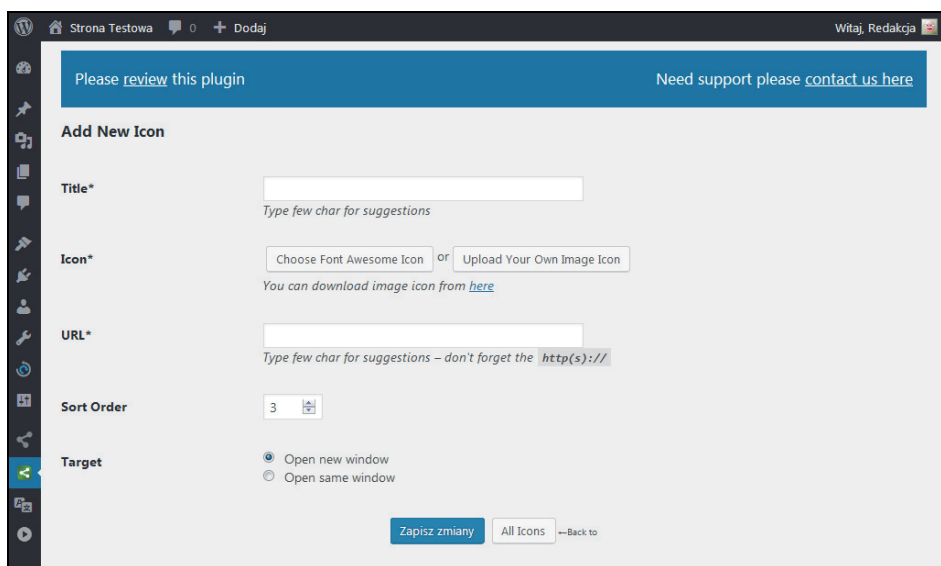 Strona Testowa 0 + Dodaj Witaj, Redakcja
Please review this plugin Need support please contact us here
Add New Icon
Title*
Type few char for suggestions
Icon* Choose Font Awesome Icon or Upload Your Own Image Icon
You can download image icon from here
URL*
Type few char for suggestions – don't forget the http(s)://
Sort Order 3
Target Open new window
Open same window
Zapisz zmiany All Icons ←Back to